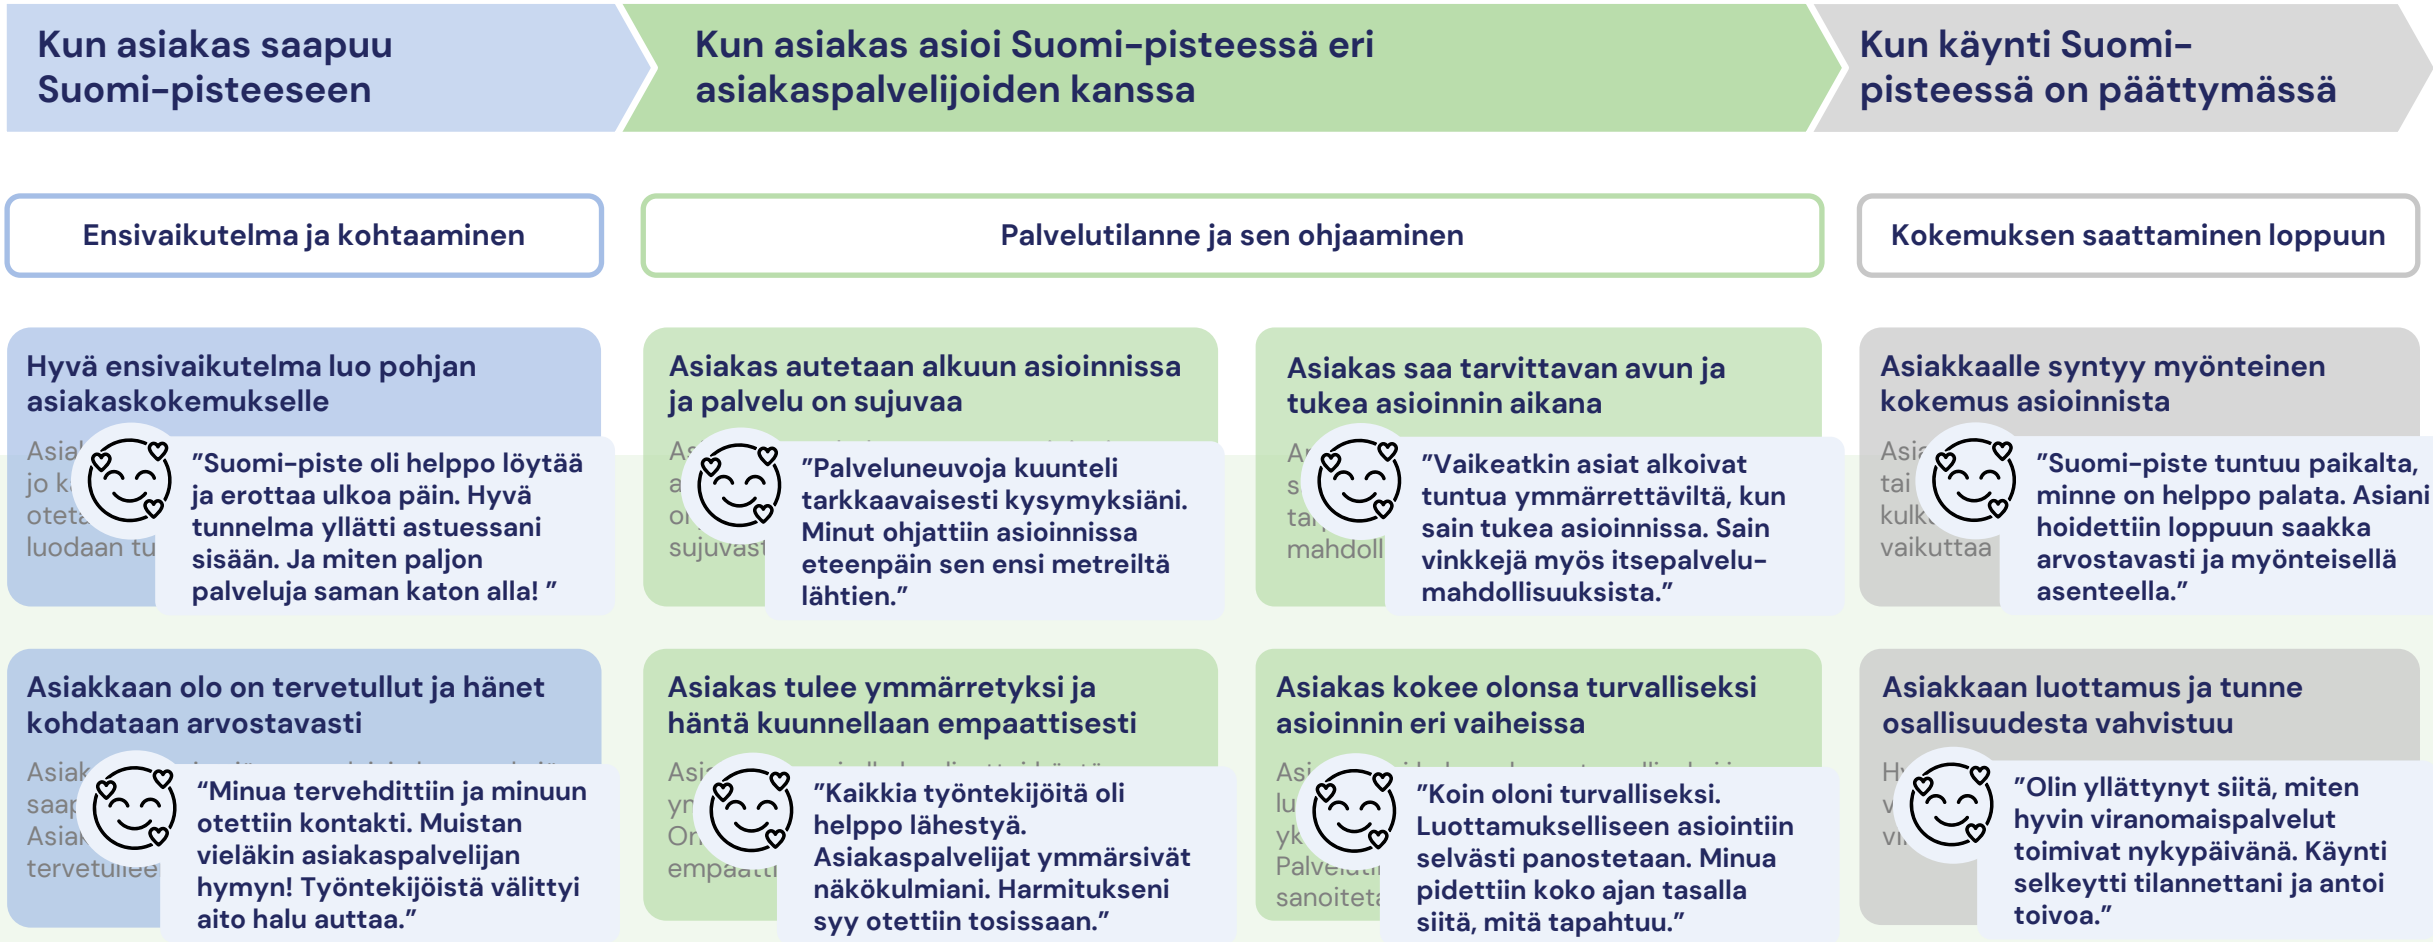 Kun asiakas saapuu
Suomi-pisteeseen
Kun asiakas asioi Suomi-pisteessä eri
asiakaspalvelijoiden kanssa
Kun käynti Suomi-
pisteessä on päättymässä
Ensivaikutelma ja kohtaaminen
Palvelutilanne ja sen ohjaaminen
Kokemuksen saattaminen loppuun
Hyvä ensivaikutelma luo pohjan
asiakaskokemukselle
luodaan
”Suomi-piste oli helppo löytää
ja erottaa ulkoa päin. Hyvä
tunnelma yllätti astuessani
sisään. Ja miten paljon
palveluja saman katon alla! ”
Asiakas autetaan alkuun asioinnissa
ja palvelu on sujuvaa
”Palveluneuvoja kuunteli
tarkkaavaisesti kysymyksiäni.
Minut ohjattiin asioinnissa
eteenpäin sen ensi metreiltä
lähtien.”
Asiakas saa tarvittavan avun ja
tukea asioinnin aikana
”Vaikeatkin asiat alkoivat
tuntua ymmärrettäviltä, kun
sain tukea asioinnissa. Sain
vinkkejä myös itsepalvelu-
mahdollisuuksista.”
Asiakkaalle syntyy myönteinen
kokemus asioinnista
tai
vaikuttaa
”Suomi-piste tuntuu paikalta,
minne on helppo palata. Asiani
hoidettiin loppuun saakka
arvostavasti ja myönteisellä
asenteella.”
Asiakkaan olo on tervetullut ja hänet
kohdataan arvostavasti
“Minua tervehdittiin ja minuun
otettiin kontakti. Muistan
vieläkin asiakaspalvelijan
hymyn! Työntekijöistä välittyi
aito halu auttaa.”
Asiakas tulee ymmärretyksi ja
häntä kuunnellaan empaattisesti
”Kaikkia työntekijöitä oli
helppo lähestyä.
Asiakaspalvelijat ymmärsivät
näkökulmiani. Harmitukseni
syy otettiin tosissaan.”
Asiakas kokee olonsa turvalliseksi
asioinnin eri vaiheissa
”Koin oloni turvalliseksi.
Luottamukselliseen asiointiin
selvästi panostetaan. Minua
pidettiin koko ajan tasalla
siitä, mitä tapahtuu.”
Asiakkaan luottamus ja tunne
osallisuudesta vahvistuu
”Olin yllättynyt siitä, miten
hyvin viranomaispalvelut
toimivat nykypäivänä. Käynti
selkeytti tilannettani ja antoi
toivoa.”